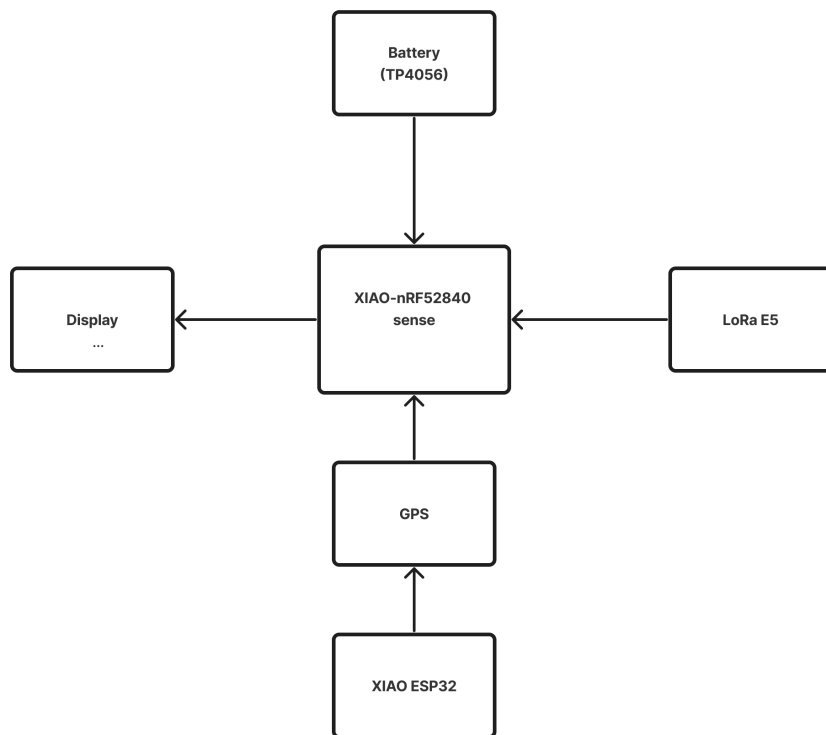 Battery
(TP4056)
XIAO-nRF52840
sense
Display
...
LoRa E5
GPS
XIAO ESP32